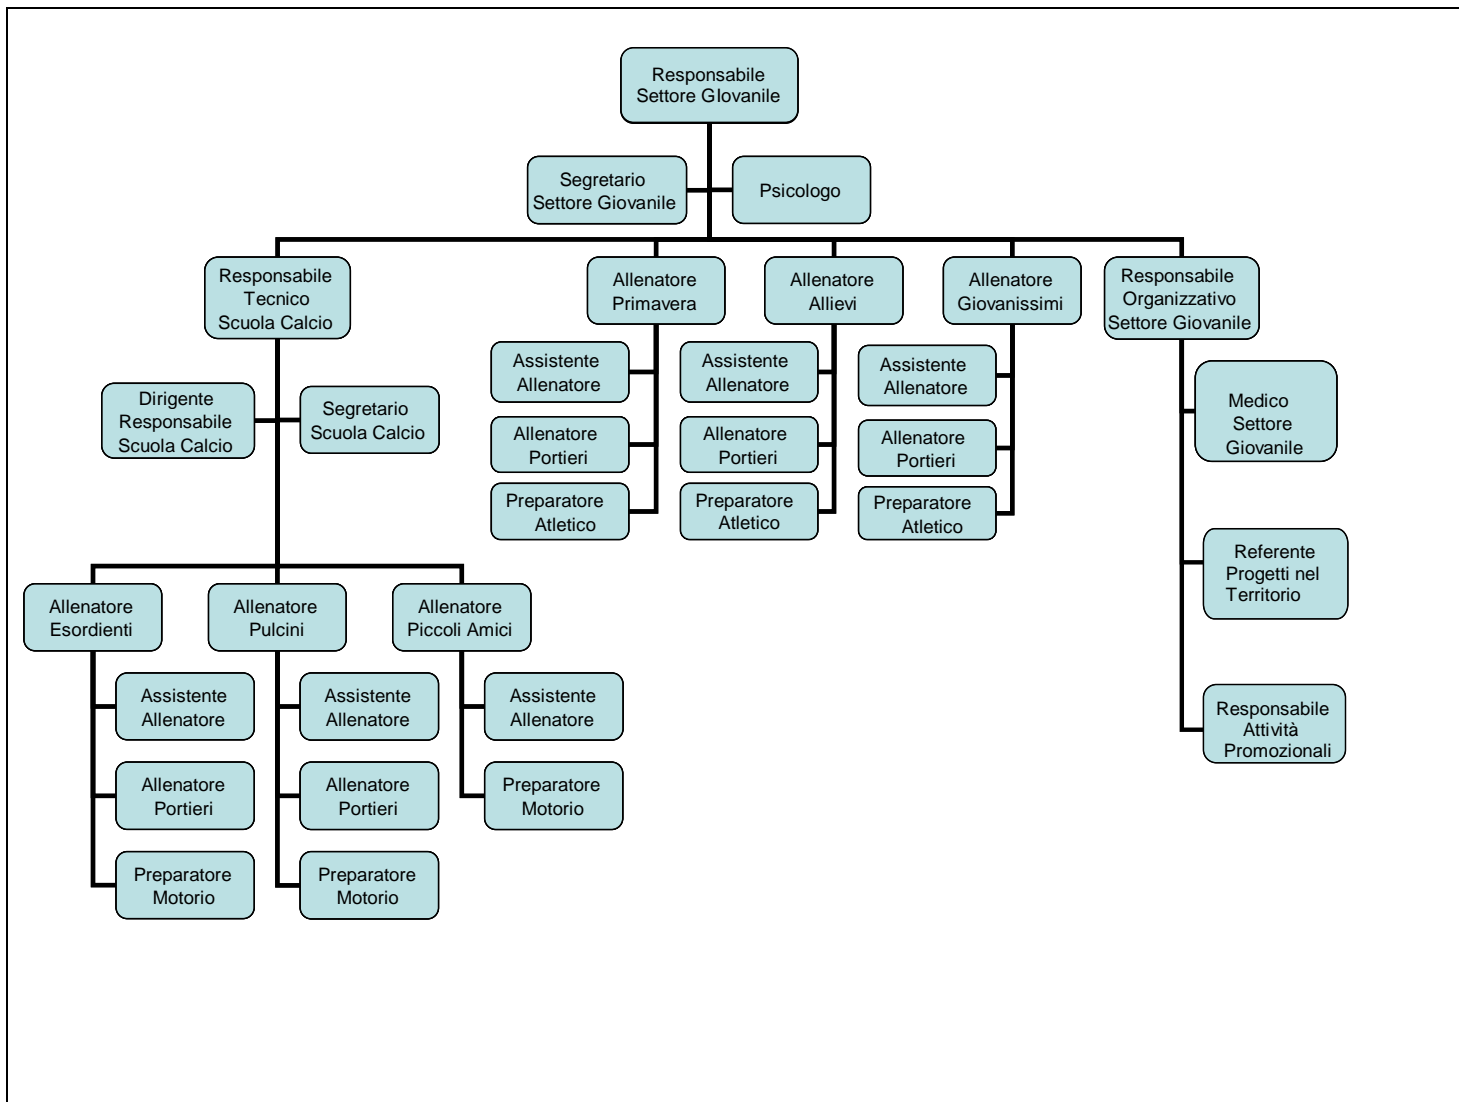 Responsabile
Settore GIovanile
Segretario
Settore Giovanile
Psicologo
Responsabile
Tecnico
Scuola Calcio
Allenatore
Primavera
Allenatore
Allievi
Allenatore
Giovanissimi
Responsabile
Organizzativo
Settore Giovanile
Dirigente
Responsabile
Scuola Calcio
Segretario
Scuola Calcio
Assistente
Allenatore
Allenatore
Portieri
Preparatore
Atletico
Assistente
Allenatore
Allenatore
Portieri
Preparatore
Atletico
Assistente
Allenatore
Allenatore
Portieri
Preparatore
Atletico
Medico
Settore
Giovanile
Referente
Progetti nel
Territorio
Responsabile
Attività
Promozionali
Allenatore
Esordienti
Assistente
Allenatore
Allenatore
Portieri
Preparatore
Motorio
Allenatore
Pulcini
Assistente
Allenatore
Allenatore
Portieri
Preparatore
Motorio
Allenatore
Piccoli Amici
Assistente
Allenatore
Preparatore
Motorio